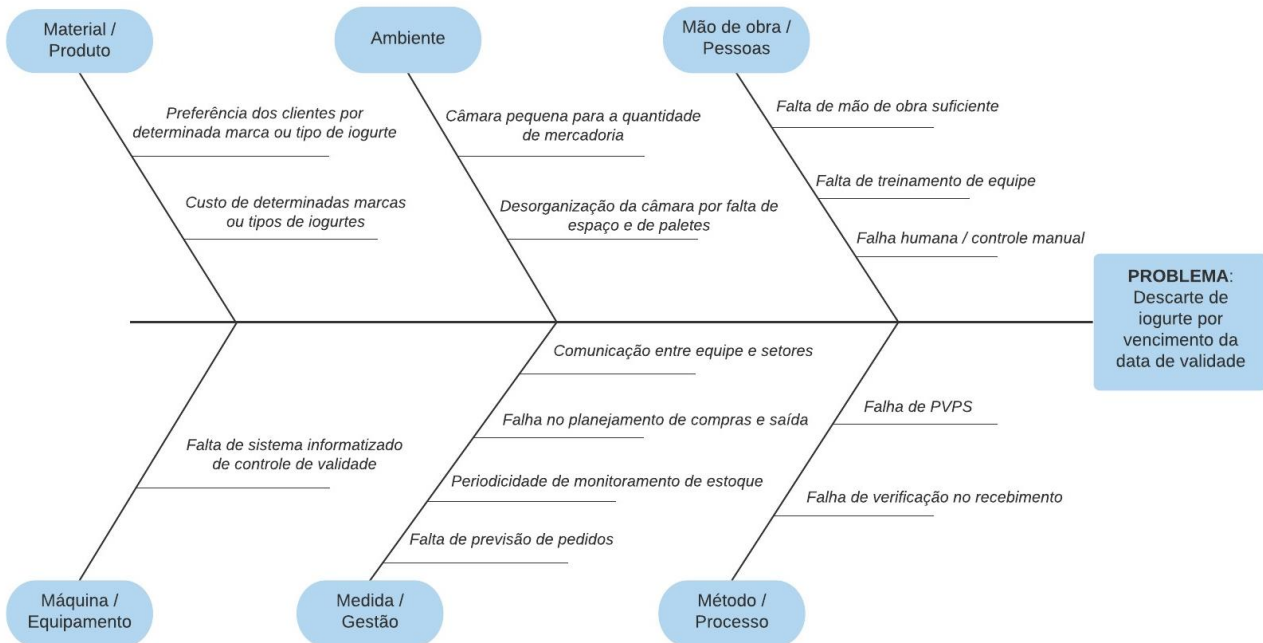 Material /
Produto
Ambiente
Mão de obra /
Pessoas
Preferência dos clientes por
determinada marca ou tipo de iogurte
Custo de determinadas marcas
ou tipos de iogurtes
Câmara pequena para a quantidade
de mercadoria
Desorganização da câmara por falta de
espaço e de paletes
Falta de mão de obra suficiente
Falta de treinamento de equipe
Falha humana / controle manual
PROBLEMA:
Descarte de
iogurte por
vencimento da
data de validade
Falta de sistema informatizado
de controle de validade
Comunicação entre equipe e setores
Falha no planejamento de compras e saída
Periodicidade de monitoramento de estoque
Falta de previsão de pedidos
Falha de PVPS
Falha de verificação no recebimento
Máquina /
Equipamento
Medida /
Gestão
Método /
Processo